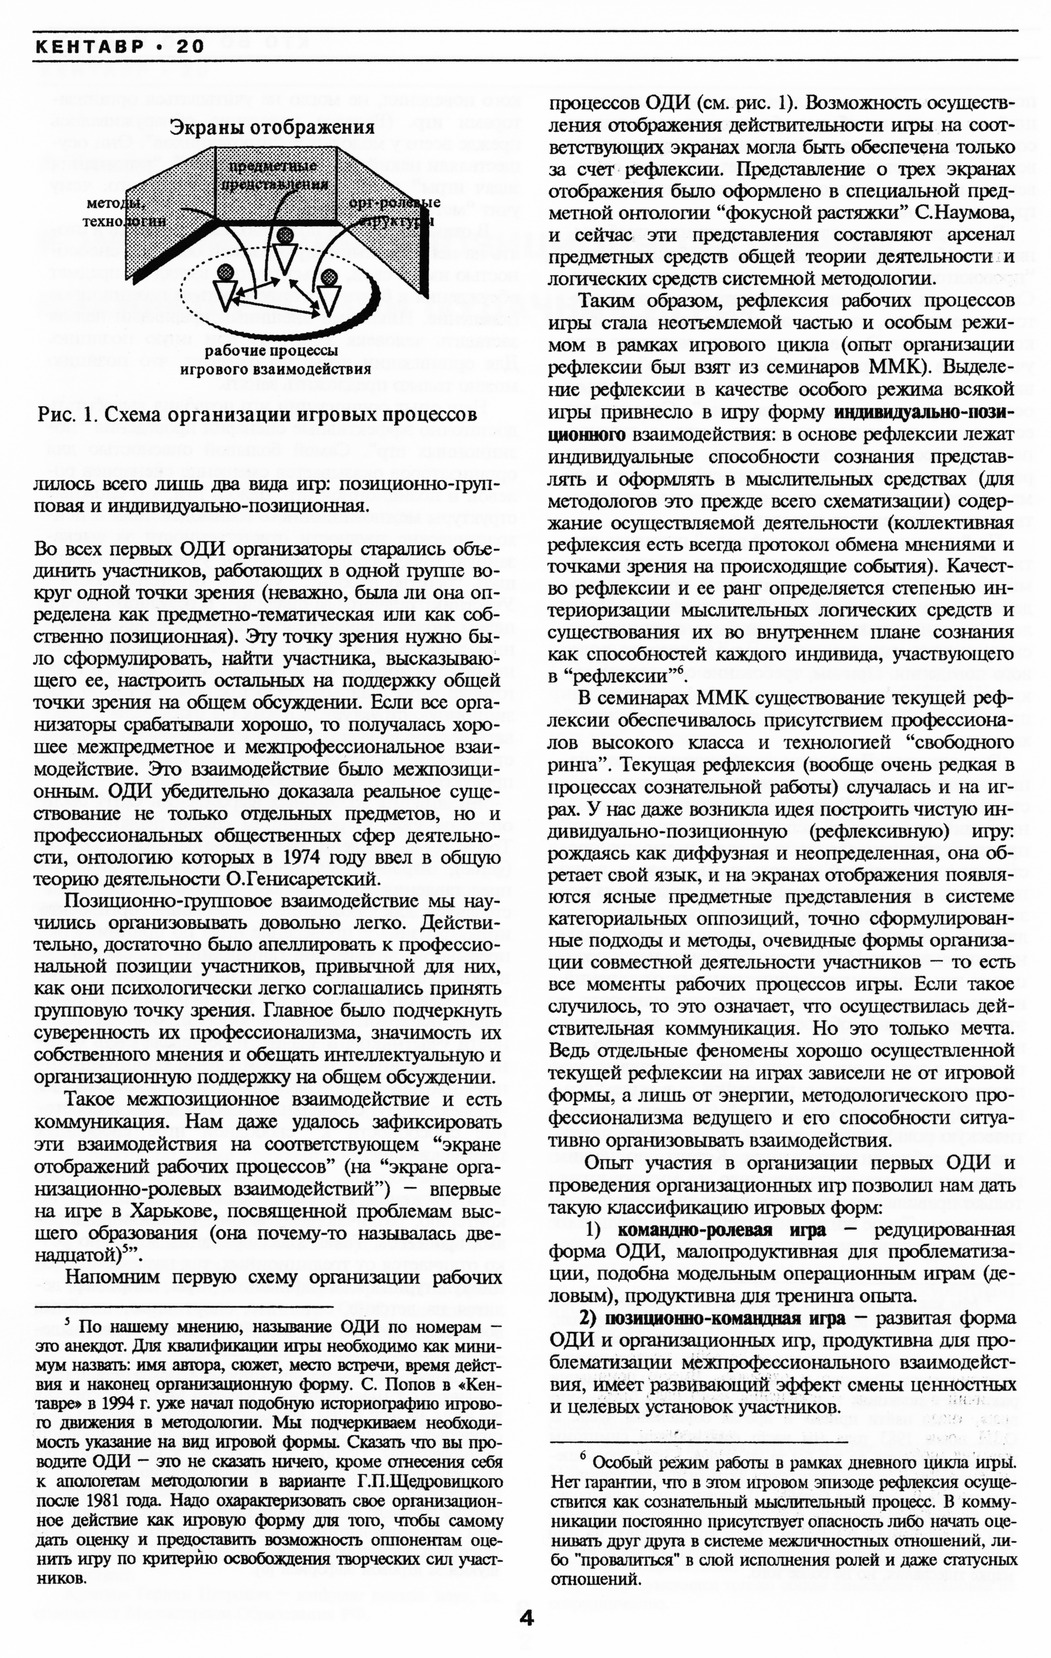 КЕНТАВР • 20
Экраны отображения
предметные
представления
методы,
технологии
орг-ролевые
структуры
рабочие процессы
игрового взаимодействия
Рис. 1. Схема организации игровых процессов
лилось всего лишь два вида игр: позиционно-груп-
повая и индивидуально-позиционная.
Во всех первых ОДИ организаторы старались объе-
динить участников, работающих в одной группе во-
круг одной точки зрения (неважно, была ли она оп-
ределена как предметно-тематическая или как соб-
ственно позиционная). Эту точку зрения нужно бы-
ло сформулировать, найти участника, высказываю-
щего ее, настроить остальных на поддержку общей
точки зрения на общем обсуждении. Если все орга-
низаторы срабатывали хорошо, то получалась хоро-
шее межпредметное и межпрофессиональное взаи-
модействие. Это взаимодействие было межпозици-
онным. ОДИ убедительно доказала реальное суще-
ствование не только отдельных предметов, но и
профессиональных общественных сфер деятельно-
сти, онтологию которых в 1974 году ввел в общую
теорию деятельности О.Генисаретский.
Позиционно-групповое взаимодействие мы нау-
чились организовывать довольно легко. Действи-
тельно, достаточно было апеллировать к профессио-
нальной позиции участников, привычной для них,
как они психологически легко соглашались принять
групповую точку зрения. Главное было подчеркнуть
суверенность их профессионализма, значимость их
собственного мнения и обещать интеллектуальную и
организационную поддержку на общем обсуждении.
Такое межпозиционное взаимодействие и есть
коммуникация. Нам даже удалось зафиксировать
эти взаимодействия на соответствующем “экране
отображений рабочих процессов” (на “экране орга-
низационно-ролевых взаимодействий”) — впервые
на игре в Харькове, посвященной проблемам выс-
шего образования (она почему-то называлась две-
надцатой)⁵”.
Напомним первую схему организации рабочих
⁵ По нашему мнению, называние ОДИ по номерам —
это анекдот. Для квалификации игры необходимо как мини-
мум назвать: имя автора, сюжет, место встречи, время дейст-
вия и наконец организационную форму. С. Попов в «Кен-
тавре» в 1994 г. уже начал подобную историографию игрово-
го движения в методологии. Мы подчеркиваем необходи-
мость указание на вид игровой формы. Сказать что вы про-
водите ОДИ — это не сказать ничего, кроме отнесения себя
к апологетам методологии в варианте Г.П.Щедровицкого
после 1981 года. Надо охарактеризовать свое организацион-
ное действие как игровую форму для того, чтобы самому
дать оценку и предоставить возможность оппонентам оце-
нить игру по критерию освобождения творческих сил участ-
ников.
процессов ОДИ (см. рис. 1). Возможность осуществ-
ления отображения действительности игры на соот-
ветствующих экранах могла быть обеспечена только
за счет рефлексии. Представление о трех экранах
отображения было оформлено в специальной пред-
метной онтологии “фокусной растяжки” С.Наумова,
и сейчас эти представления составляют арсенал
предметных средств общей теории деятельности и
логических средств системной методологии.
Таким образом, рефлексия рабочих процессов
игры стала неотъемлемой частью и особым режи-
мом в рамках игрового цикла (опыт организации
рефлексии был взят из семинаров ММК). Выделе-
ние рефлексии в качестве особого режима всякой
игры привнесло в игру форму индивидуально-пози-
ционного взаимодействия: в основе рефлексии лежат
индивидуальные способности сознания представ-
лять и оформлять в мыслительных средствах (для
методологов это прежде всего схематизации) содер-
жание осуществляемой деятельности (коллективная
рефлексия есть всегда протокол обмена мнениями и
точками зрения на происходящие события). Качест-
во рефлексии и ее ранг определяется степенью ин-
териоризации мыслительных логических средств и
существования их во внутреннем плане сознания
как способностей каждого индивида, участвующего
в “рефлексии”⁶.
В семинарах ММК существование текущей реф-
лексии обеспечивалось присутствием профессиона-
лов высокого класса и технологией “свободного
ринга”. Текущая рефлексия (вообще очень редкая в
процессах сознательной работы) случалась и на иг-
рах. У нас даже возникла идея построить чистую ин-
дивидуально-позиционную (рефлексивную) игру:
рождаясь как диффузная и неопределенная, она об-
ретает свой язык, и на экранах отображения появля-
ются ясные предметные представления в системе
категориальных оппозиций, точно сформулирован-
ные подходы и методы, очевидные формы организа-
ции совместной деятельности участников — то есть
все моменты рабочих процессов игры. Если такое
случилось, то это означает, что осуществилась дей-
ствительная коммуникация. Но это только мечта.
Ведь отдельные феномены хорошо осуществленной
текущей рефлексии на играх зависели не от игровой
формы, а лишь от энергии, методологического про-
фессионализма ведущего и его способности ситуа-
тивно организовывать взаимодействия.
Опыт участия в организации первых ОДИ и
проведения организационных игр позволил нам дать
такую классификацию игровых форм:
1) командно-ролевая игра — редуцированная
форма ОДИ, малопродуктивная для проблематиза-
ции, подобна модельным операционным играм (де-
ловым), продуктивна для тренинга опыта.
2) позиционно-командная игра — развитая форма
ОДИ и организационных игр, продуктивна для про-
блематизации межпрофессионального взаимодейст-
вия, имеет развивающий эффект смены ценностных
и целевых установок участников.
⁶ Особый режим работы в рамках дневного цикла игры.
Нет гарантии, что в этом игровом эпизоде рефлексия осуще-
ствится как сознательный мыслительный процесс. В комму-
никации постоянно присутствует опасность либо начать оце-
нивать друг друга в системе межличностных отношений, ли-
бо "провалиться" в слой исполнения ролей и даже статусных
отношений.
4